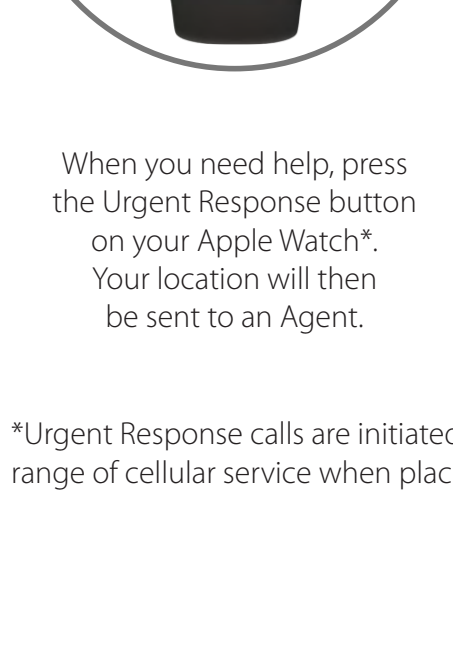 When you need help, press
the Urgent Response button
on your Apple Watch*.
Your location will then
be sent to an Agent.
*Urgent Response calls are initiated
range of cellular service when plac